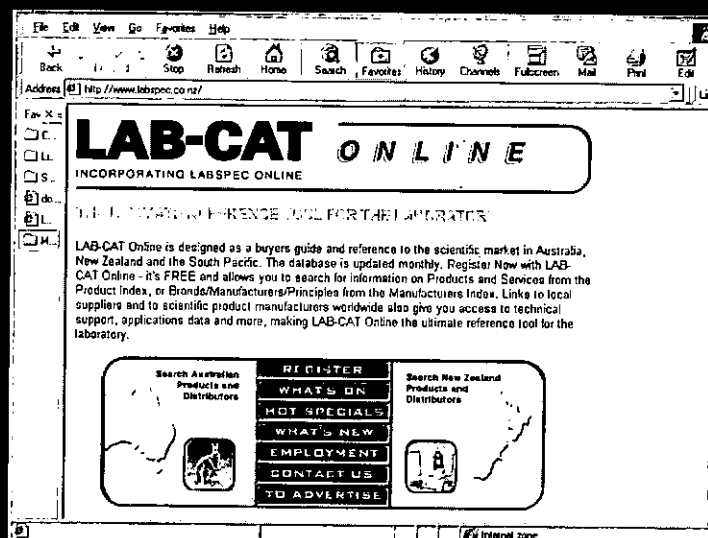 File Edit View Go Favorites Help
Back Stop Refresh Home Search Favorites History Channels Fullscreen Mail Print Edit
Address http://www.labspec.co.nz/
Fav X
LAB-CAT ONLINE
INCORPORATING LABSPEC ONLINE
REFERENCE TOOL FOR THE LABORATORY
LAB-CAT Online is designed as a buyers guide and reference to the scientific market in Australia,
New Zealand and the South Pacific. The database is updated monthly. Register Now with LAB-
CAT Online - it's FREE and allows you to search for information on Products and Services from the
Product Index, or Brands/Manufacturers/Principles from the Manufacturers Index. Links to local
suppliers and to scientific product manufacturers worldwide also give you access to technical
support, applications data and more, making LAB-CAT Online the ultimate reference tool for the
laboratory.
Search Australian
Products and
Distributors
REGISTER
WHAT'S ON
HOT SPECIALS
WHAT'S NEW
EMPLOYMENT
CONTACT US
TO ADVERTISE
Search New Zealand
Products and
Distributors
Internet zone